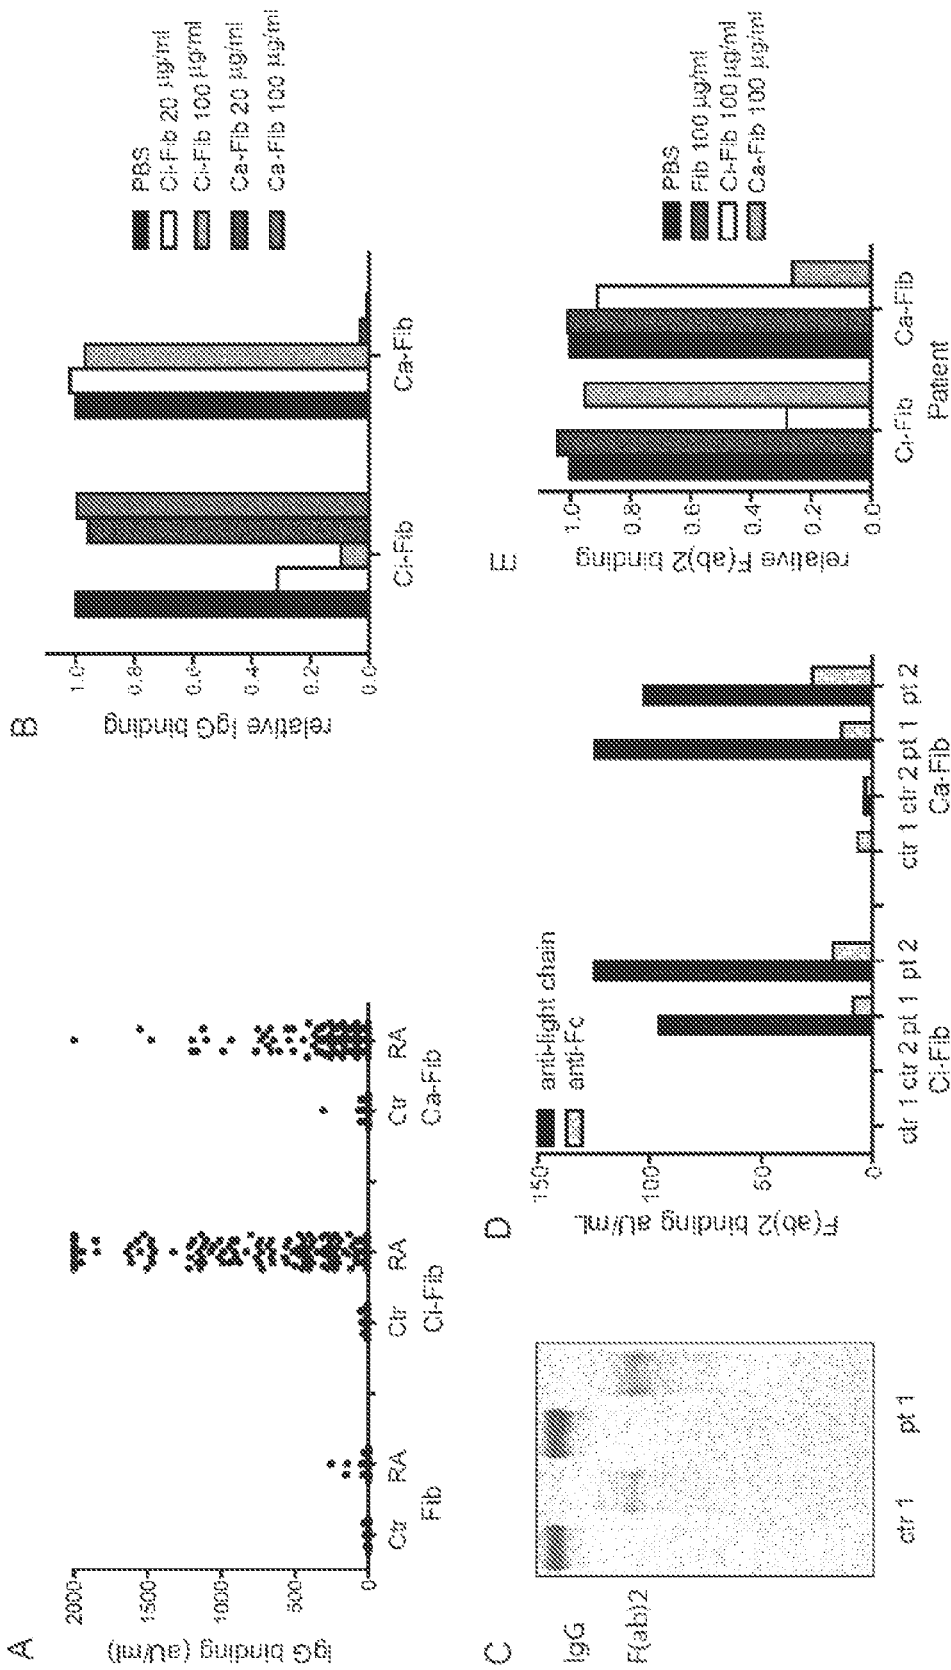 A
IgG binding (aU/ml)
2000
1500
1000
500
0
Ctr RA Ctr RA Ctr RA
Fib Ci-Fib Ca-Fib
B
relative IgG binding
1.0
0.8
0.6
0.4
0.2
0.0
Ci-Fib Ca-Fib
PBS
Ci-Fib 20 µg/ml
Ci-Fib 100 µg/ml
Ca-Fib 20 µg/ml
Ca-Fib 100 µg/ml
C
IgG
F(ab)2
ctr 1 pt 1
D
F(ab)2 binding aU/mL
150
100
50
0
anti-light chain
anti-Fc
ctr 1 ctr 2 pt 1 pt 2 ctr 1 ctr 2 pt 1 pt 2
Ci-Fib Ca-Fib
E
relative F(ab)2 binding
1.0
0.8
0.6
0.4
0.2
0.0
Ci-Fib Ca-Fib
Patient
PBS
Fib 100 µg/ml
Ci-Fib 100 µg/ml
Ca-Fib 100 µg/ml